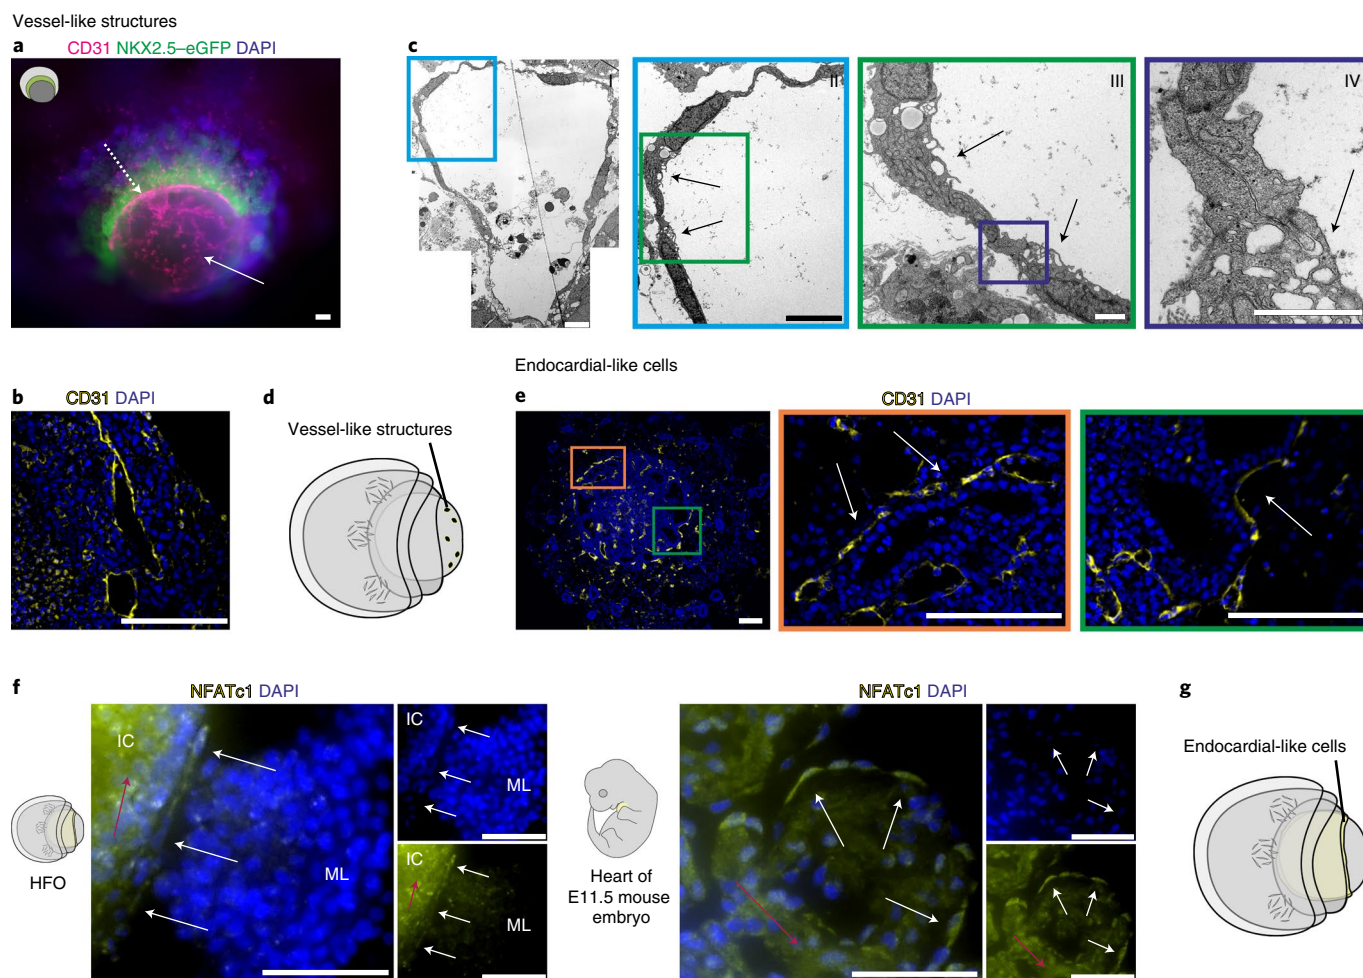 Vessel-like structures
a
CD31 NKX2.5–eGFP DAPI
c
I
II
III
IV
Endocardial-like cells
b
CD31 DAPI
d
Vessel-like structures
e
CD31 DAPI
f
NFATc1 DAPI
IC
ML
IC
ML
IC
ML
HFO
Heart of
E11.5 mouse
embryo
NFATc1 DAPI
g
Endocardial-like cells